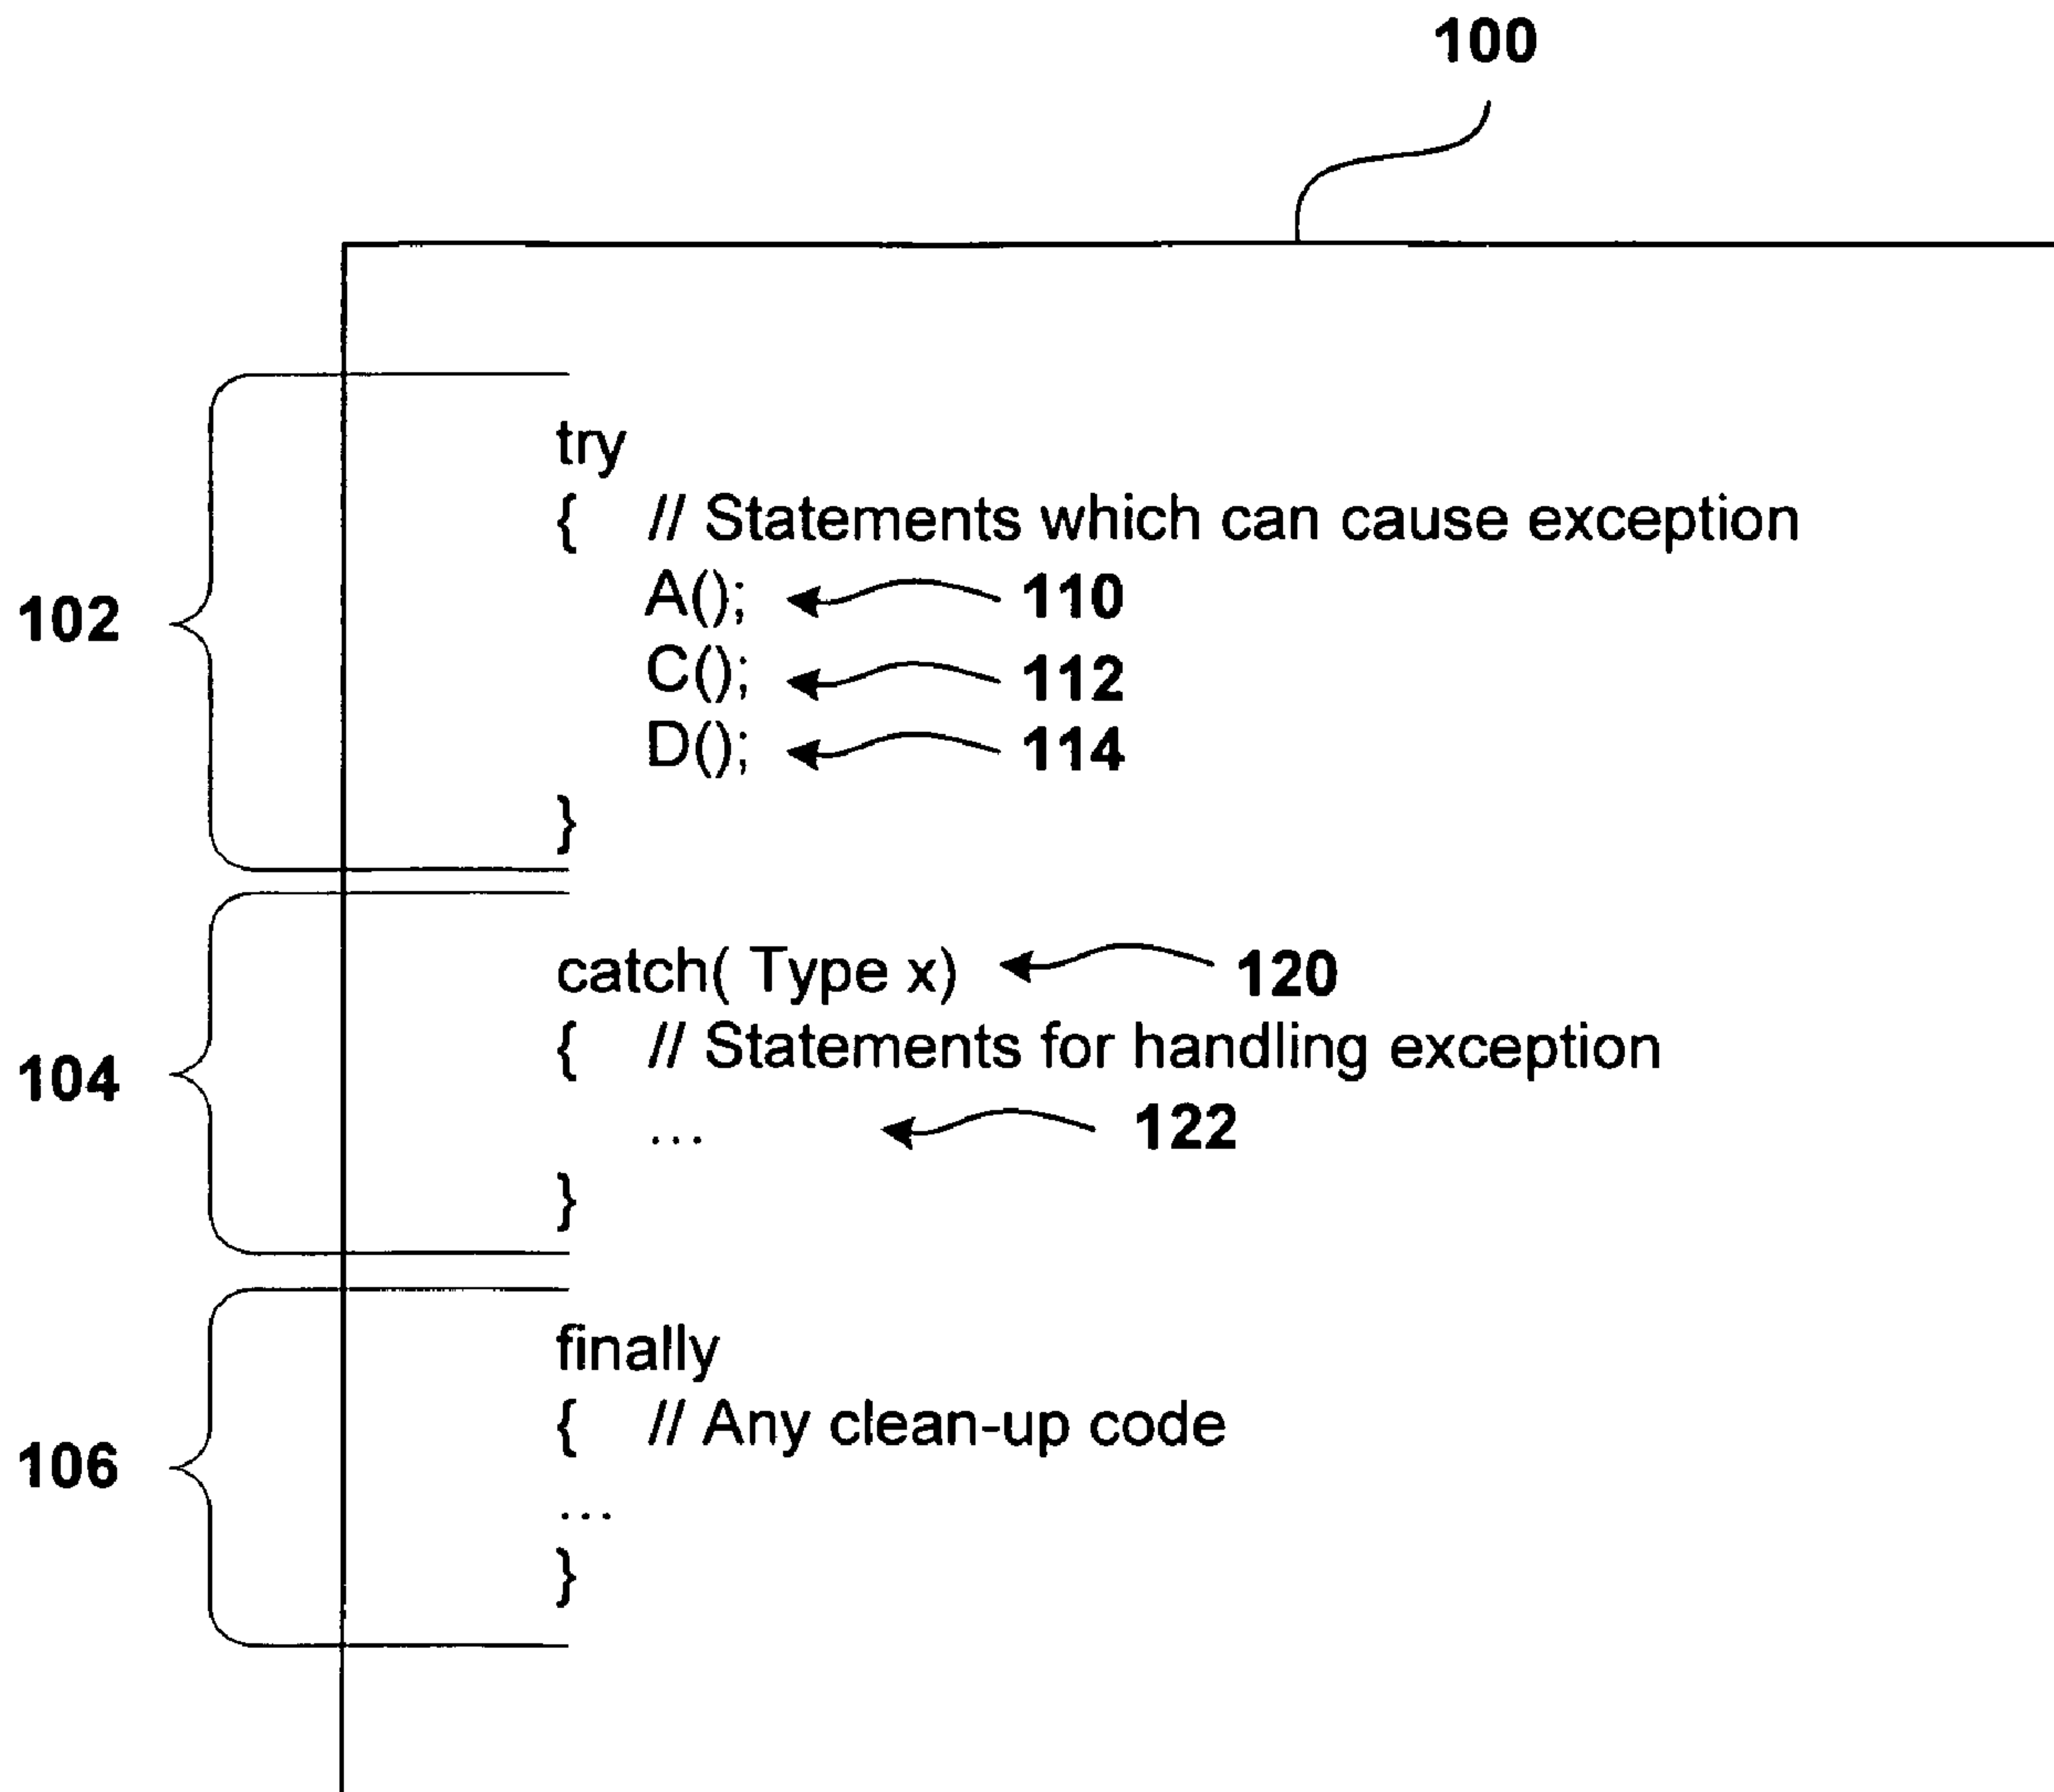 100
try
{ // Statements which can cause exception
A(); 110
C(); 112
D(); 114
}
102
catch( Type x) 120
{ // Statements for handling exception
... 122
}
104
finally
{ // Any clean-up code
...
}
106